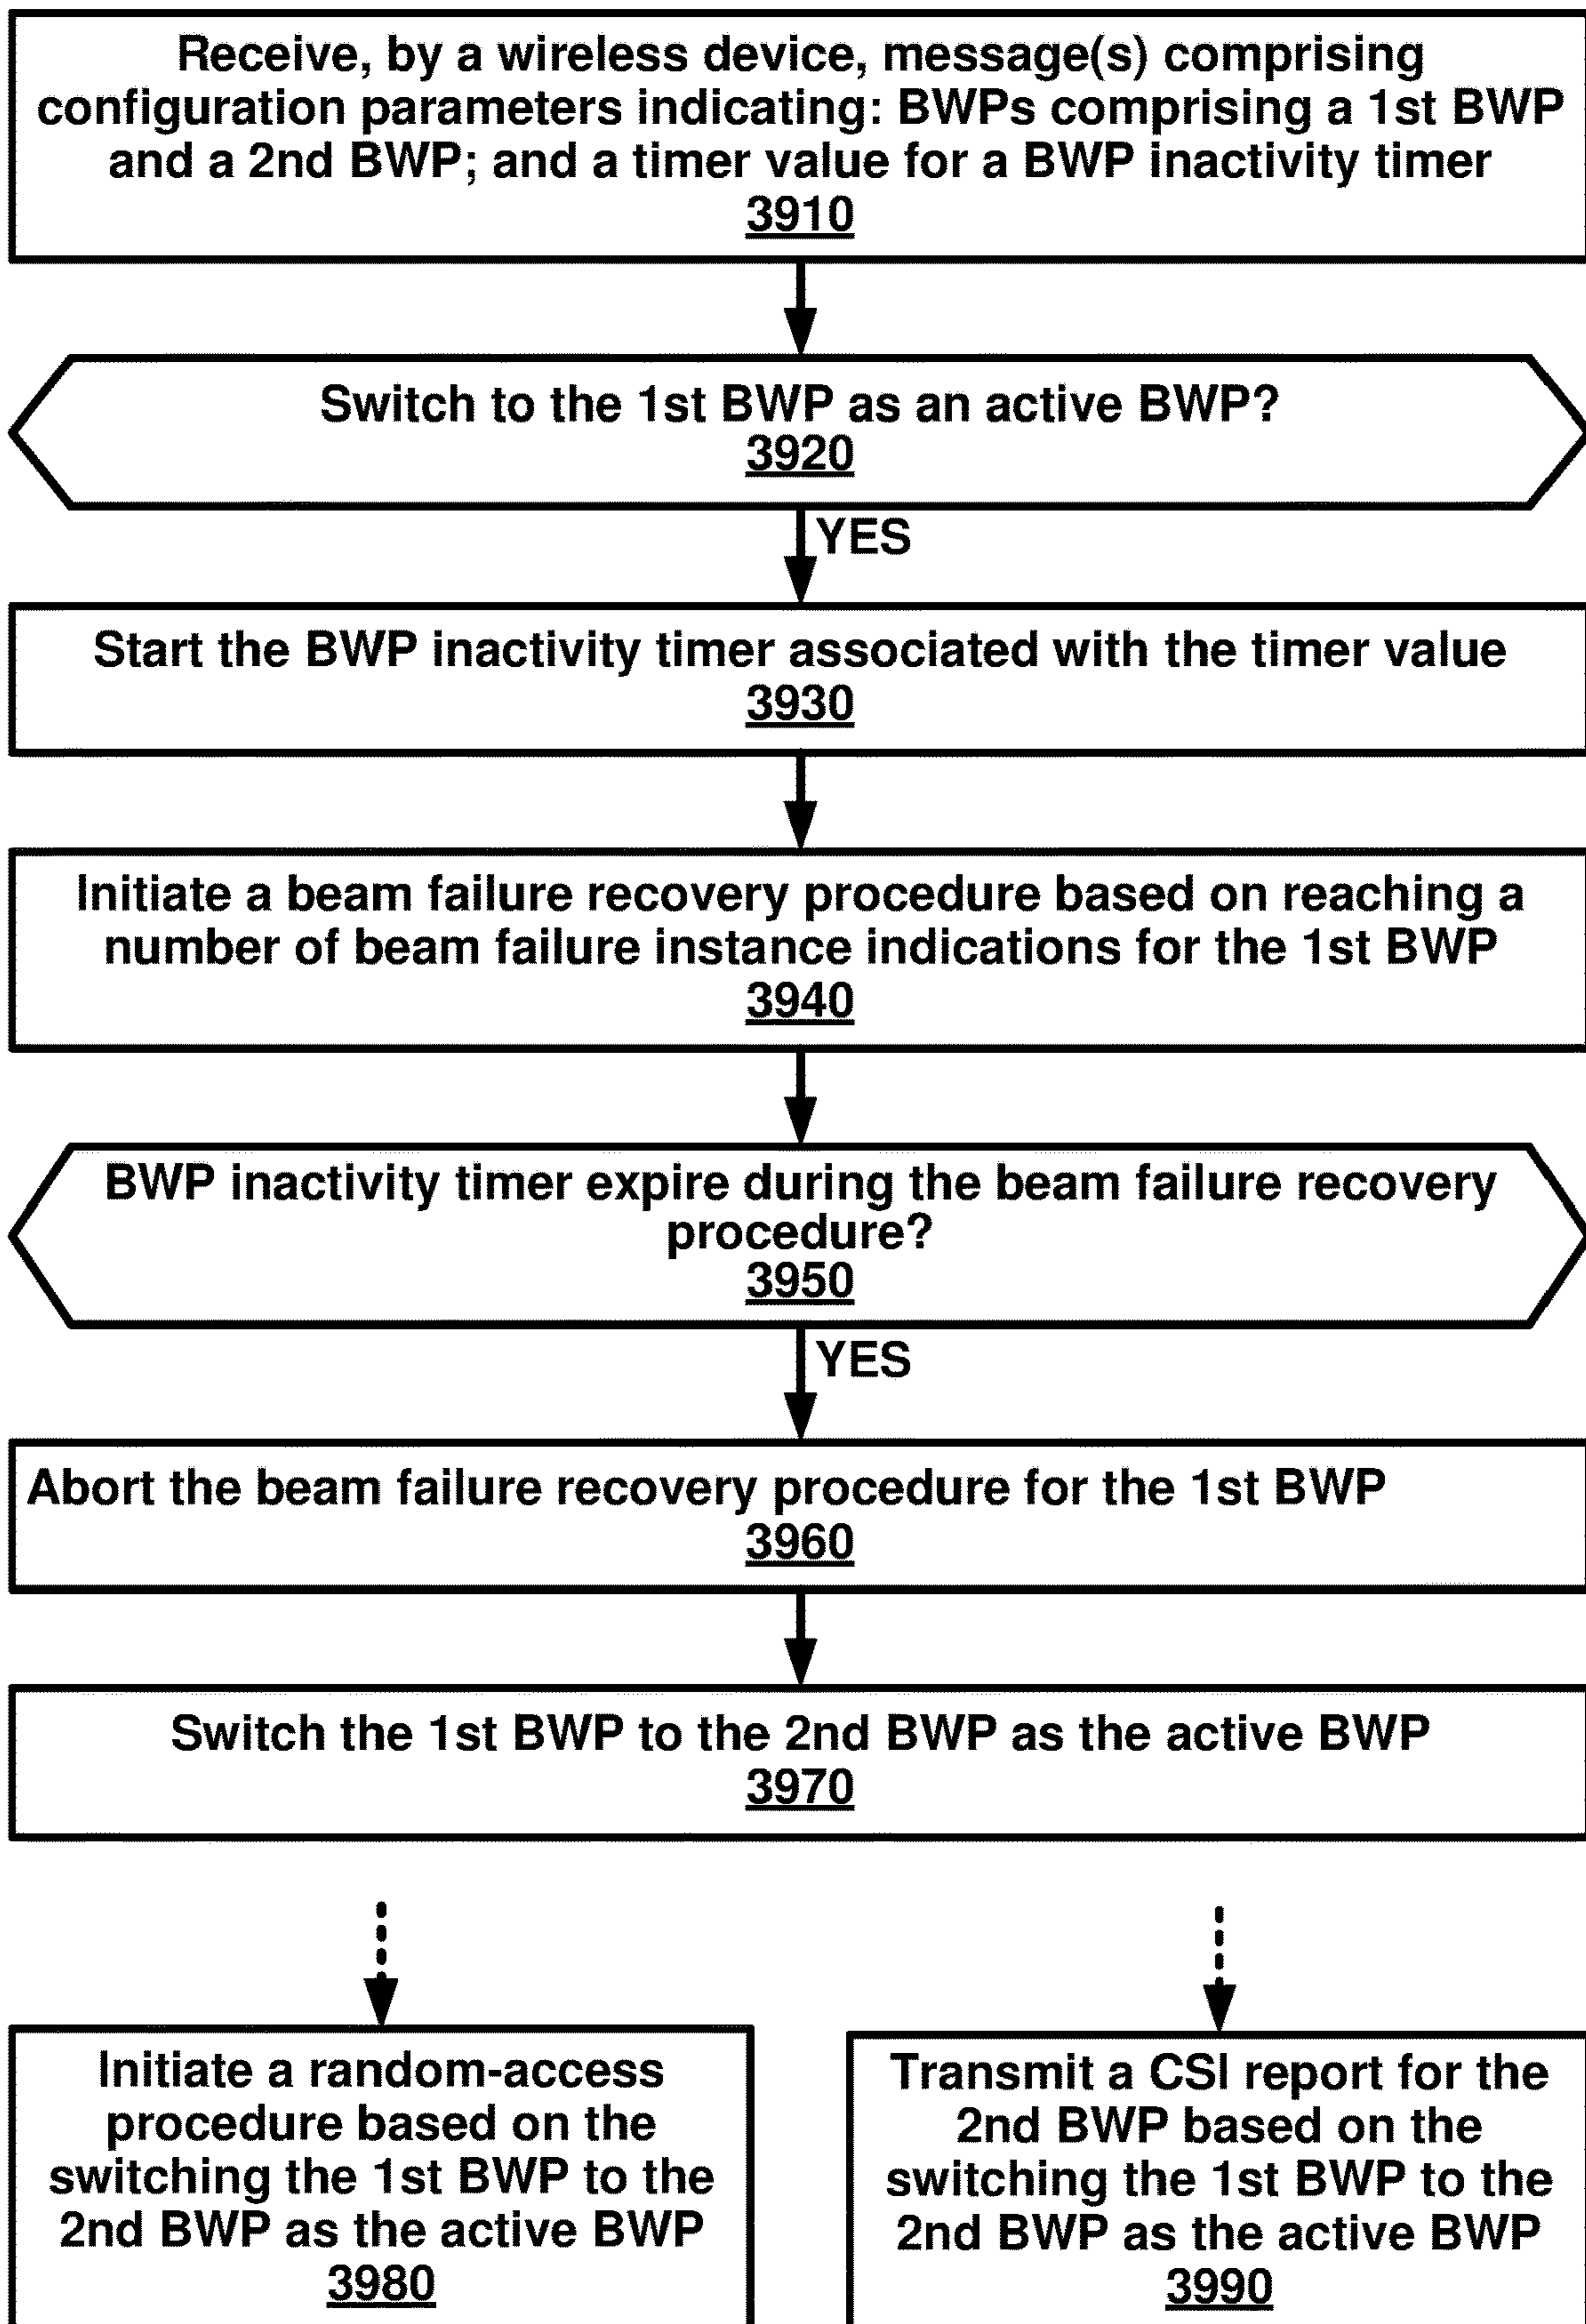 Receive, by a wireless device, message(s) comprising
configuration parameters indicating: BWPs comprising a 1st BWP
and a 2nd BWP; and a timer value for a BWP inactivity timer
3910
Switch to the 1st BWP as an active BWP?
3920
YES
Start the BWP inactivity timer associated with the timer value
3930
Initiate a beam failure recovery procedure based on reaching a
number of beam failure instance indications for the 1st BWP
3940
BWP inactivity timer expire during the beam failure recovery
procedure?
3950
YES
Abort the beam failure recovery procedure for the 1st BWP
3960
Switch the 1st BWP to the 2nd BWP as the active BWP
3970
Initiate a random-access
procedure based on the
switching the 1st BWP to the
2nd BWP as the active BWP
3980
Transmit a CSI report for the
2nd BWP based on the
switching the 1st BWP to the
2nd BWP as the active BWP
3990